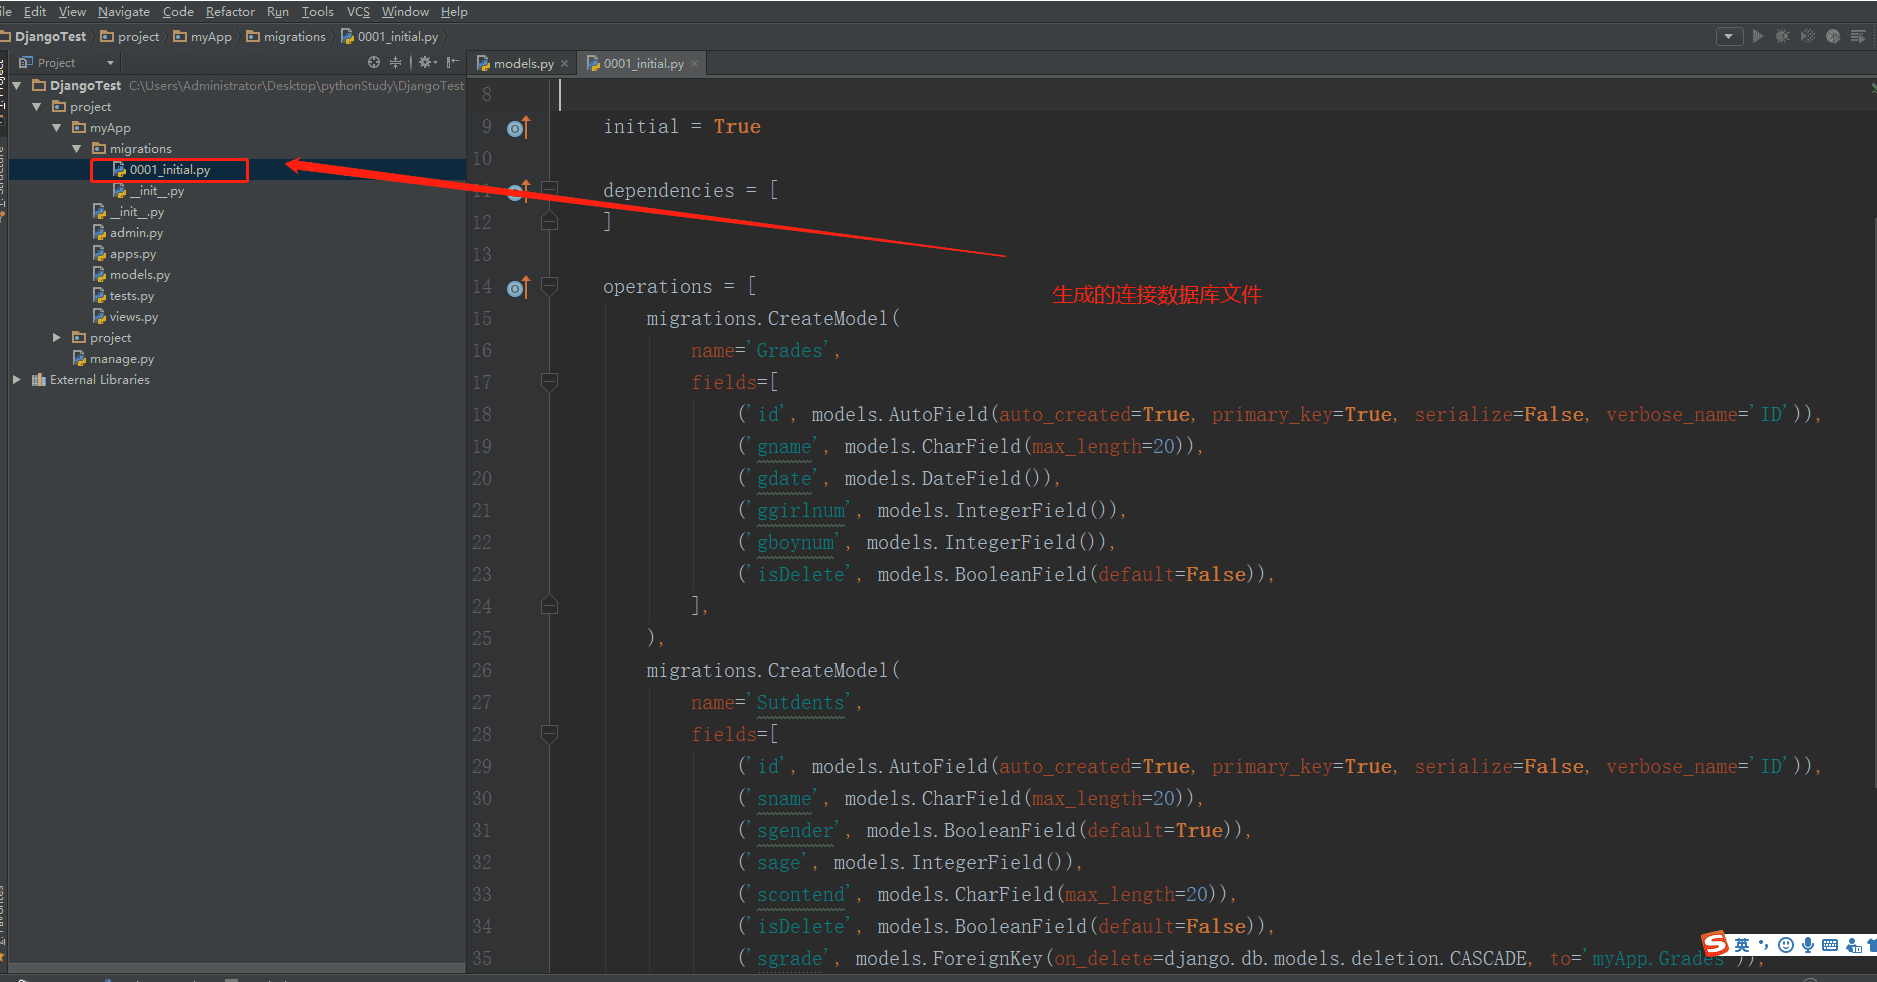 ile Edit View Navigate Code Refactor Run Tools VCS Window Help
DjangoTest project myApp migrations 0001_initial.py
Project
models.py 0001_initial.py
DjangoTest C:\Users\Administrator\Desktop\pythonStudy\DjangoTest
project
myApp
migrations
0001_initial.py
__init__.py
__init__.py
admin.py
apps.py
models.py
tests.py
views.py
project
manage.py
External Libraries
8
9 initial = True
10
11 dependencies = [
12 ]
13
14 operations = [
15 migrations.CreateModel(
16 name='Grades',
17 fields=[
18 ('id', models.AutoField(auto_created=True, primary_key=True, serialize=False, verbose_name='ID')),
19 ('gname', models.CharField(max_length=20)),
20 ('gdate', models.DateField()),
21 ('ggirlnum', models.IntegerField()),
22 ('gboynum', models.IntegerField()),
23 ('isDelete', models.BooleanField(default=False)),
24 ],
25 ),
26 migrations.CreateModel(
27 name='Sutdents',
28 fields=[
29 ('id', models.AutoField(auto_created=True, primary_key=True, serialize=False, verbose_name='ID')),
30 ('sname', models.CharField(max_length=20)),
31 ('sgender', models.BooleanField(default=True)),
32 ('sage', models.IntegerField()),
33 ('scontend', models.CharField(max_length=20)),
34 ('isDelete', models.BooleanField(default=False)),
35 ('sgrade', models.ForeignKey(on_delete=django.db.models.deletion.CASCADE, to='myApp.Grades')),
生成的连接数据库文件
S 英